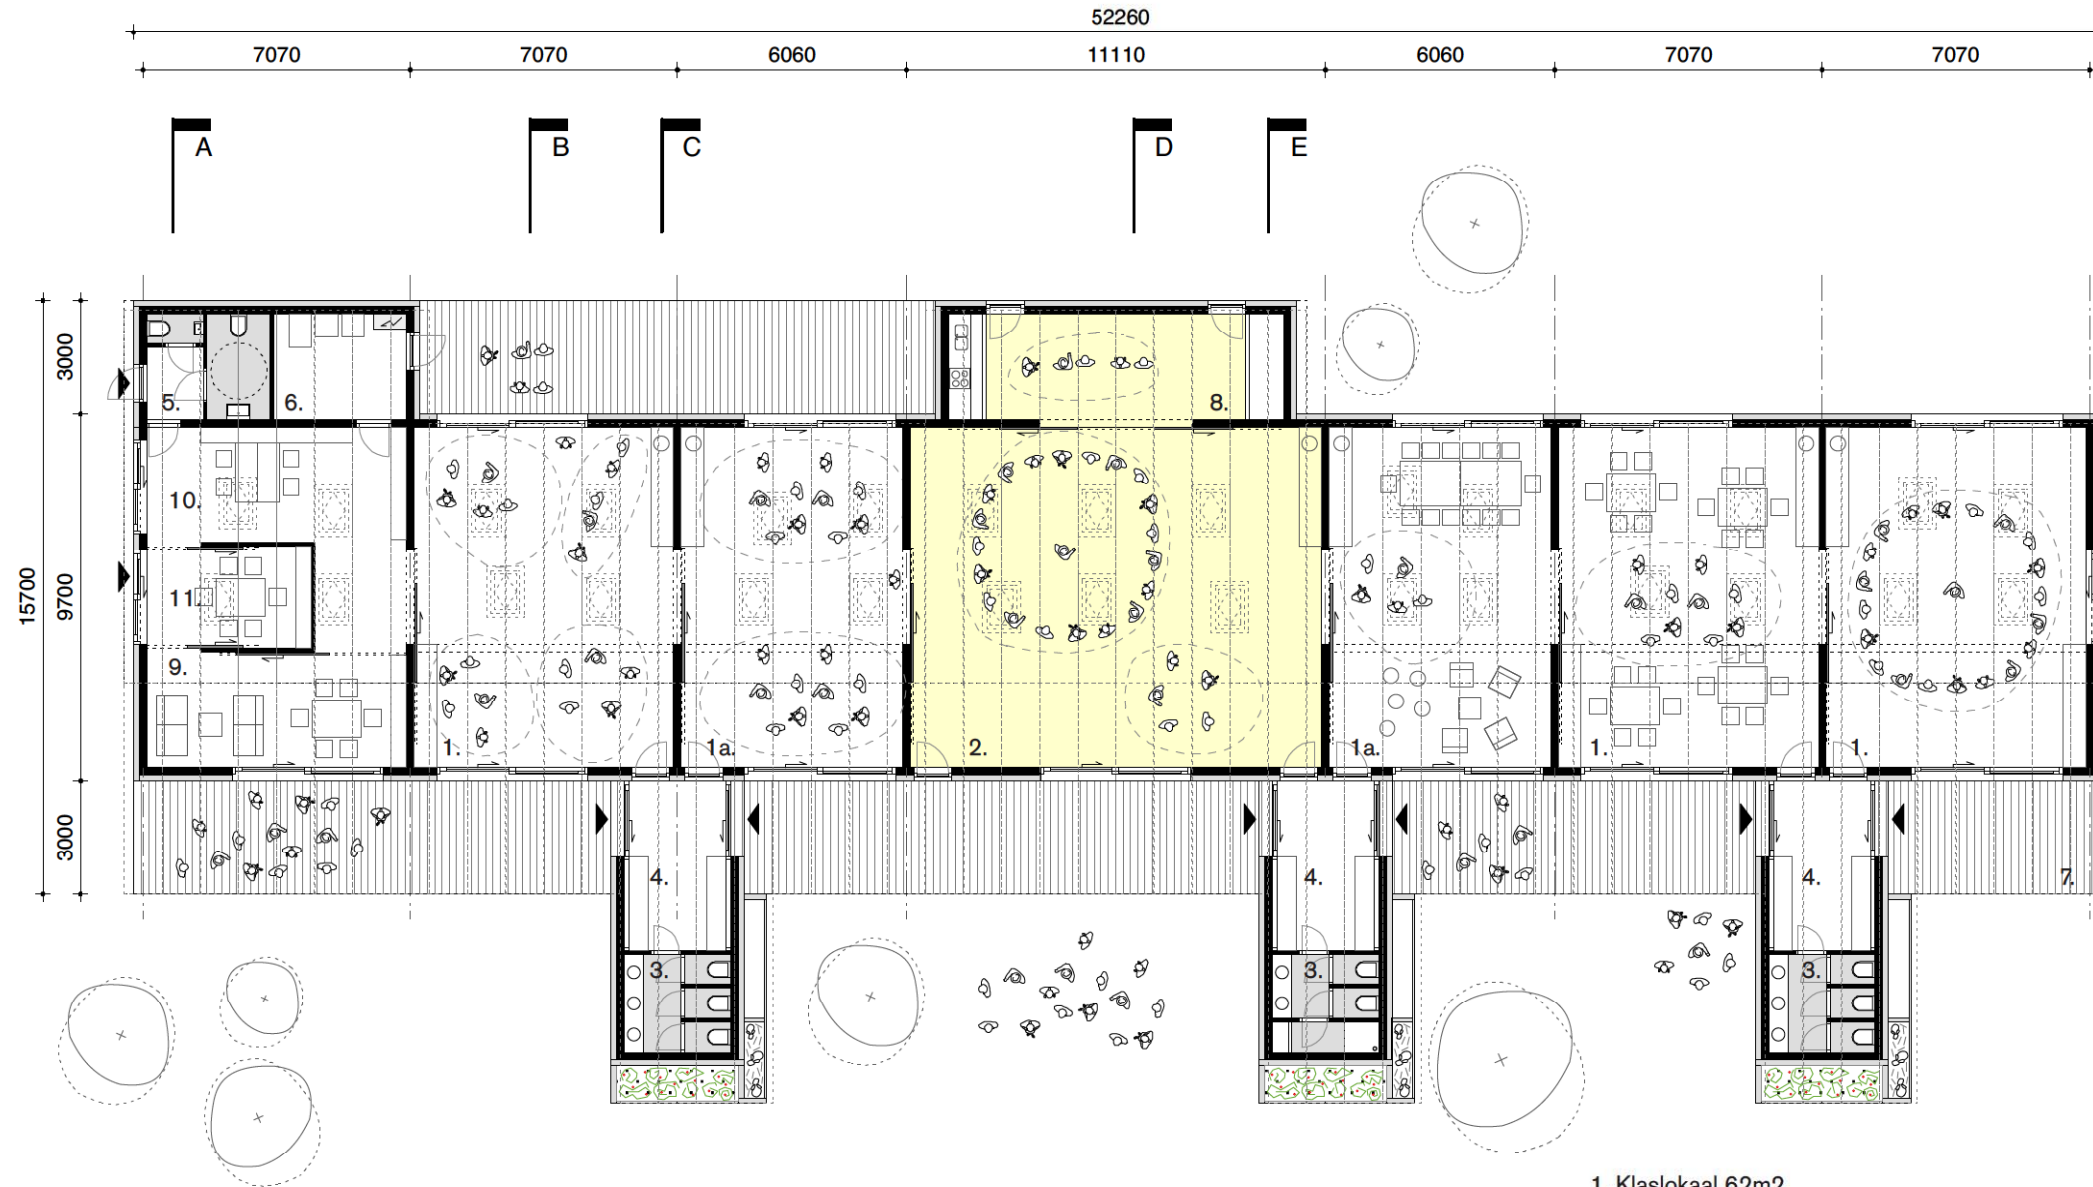 52260
7070 7070 6060 11110 6060 7070 7070
A B C D E
3000
15700
9700
3000
5. 6. 8.
10.
11.
9.
1. 1a. 2. 1a. 1. 1.
4. 4. 4. 7.
3. 3. 3.
1. Klaslokaal 62m2